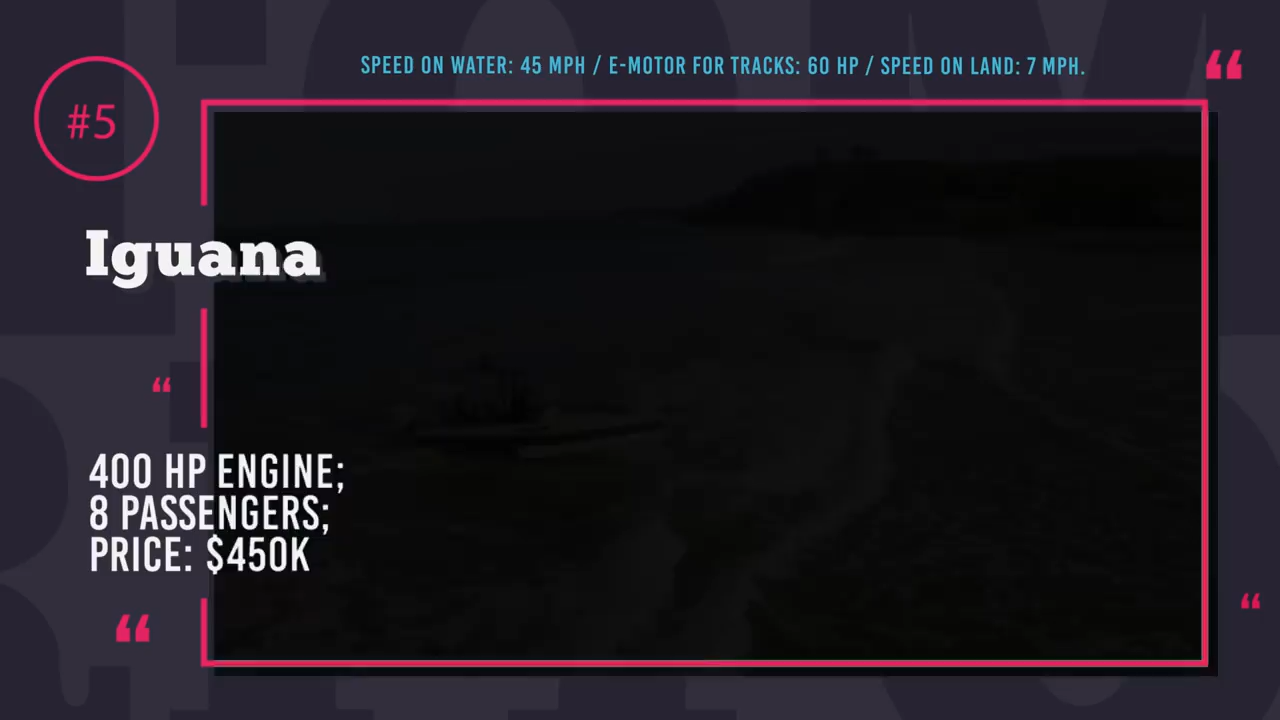 SPEED ON WATER: 45 MPH / E-MOTOR FOR TRACKS: 60 HP / SPEED ON LAND: 7 MPH.
#5
Iguana
400 HP ENGINE;
8 PASSENGERS;
PRICE: $450K